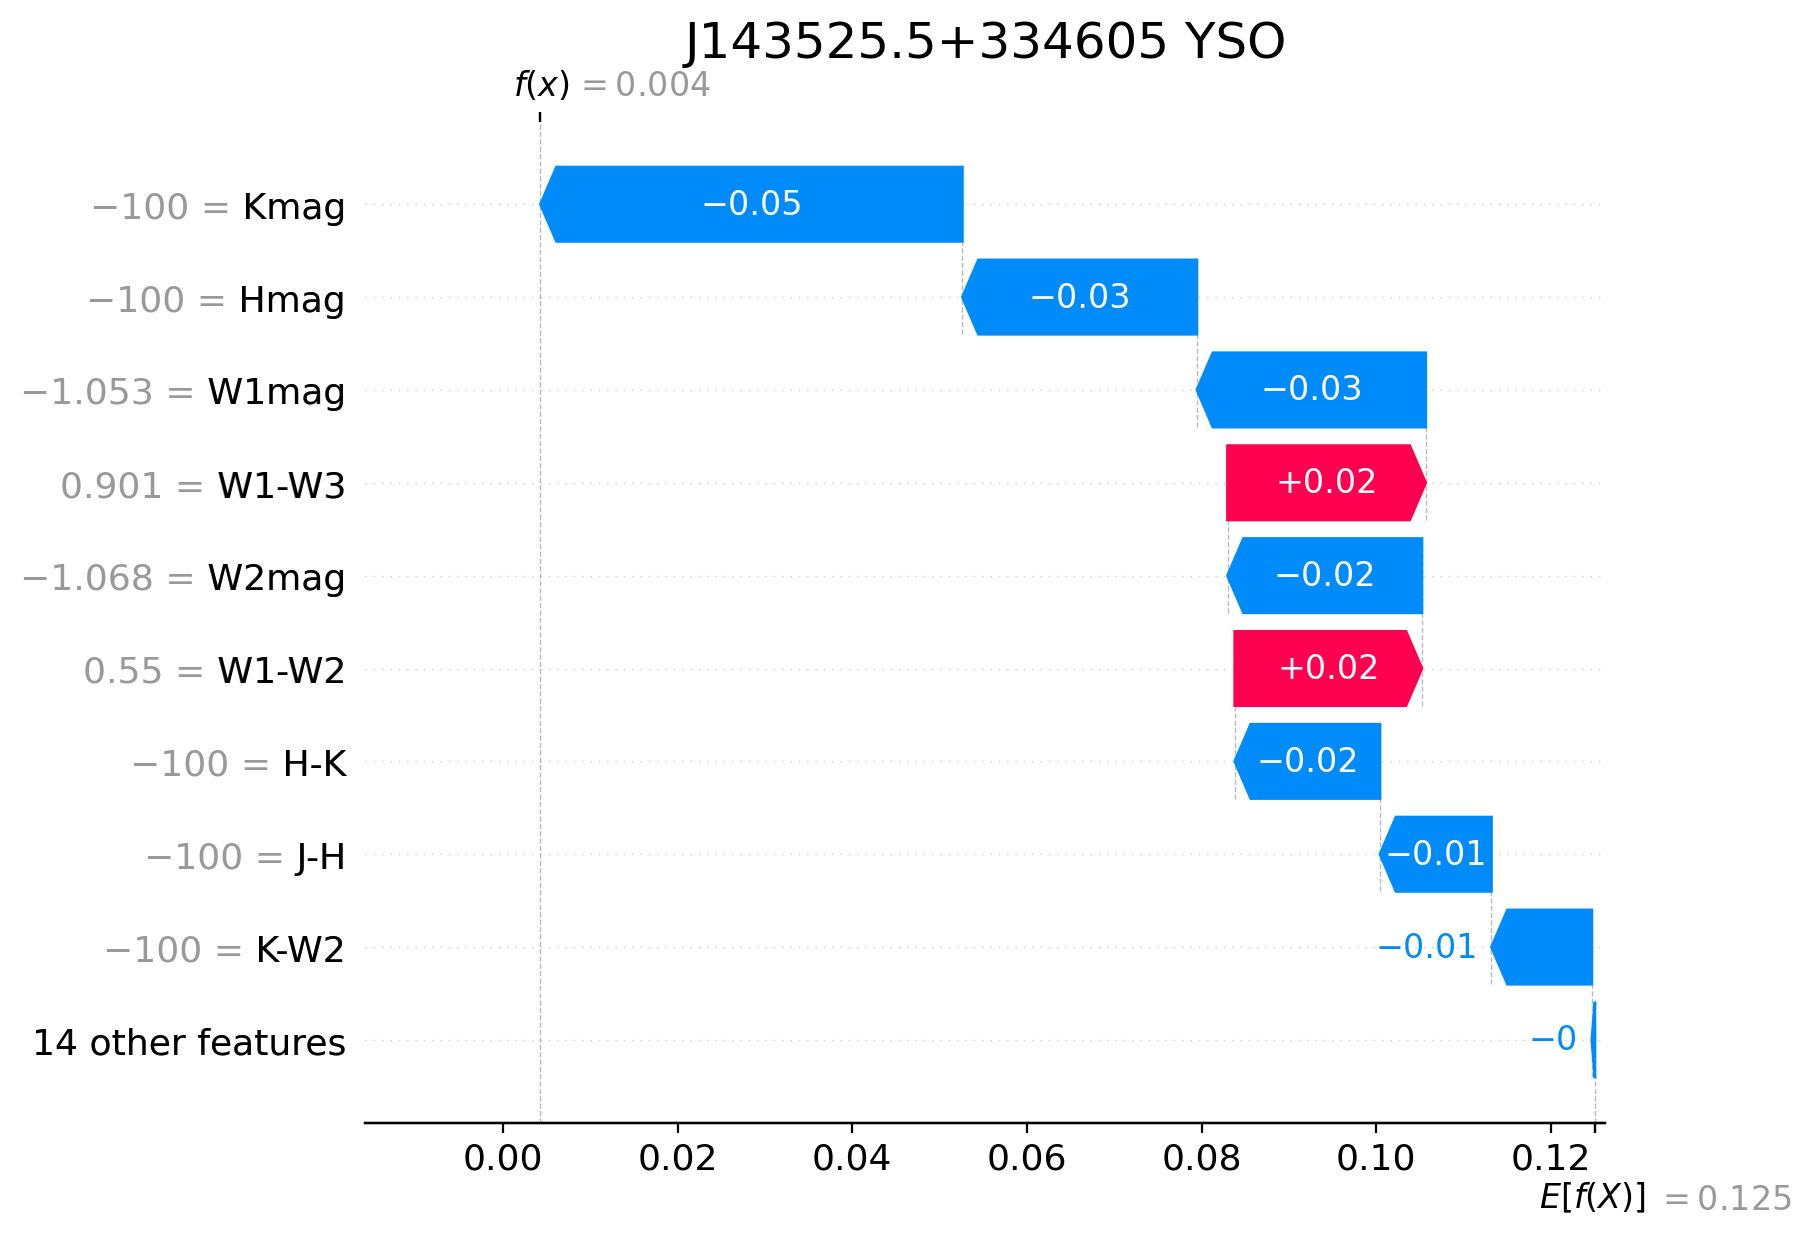 J143525.5+334605 YSO
f(x) = 0.004
−100 = Kmag
−0.05
−100 = Hmag
−0.03
−1.053 = W1mag
−0.03
0.901 = W1-W3
+0.02
−1.068 = W2mag
−0.02
0.55 = W1-W2
+0.02
−100 = H-K
−0.02
−100 = J-H
−0.01
−100 = K-W2
−0.01
14 other features
−0
0.00 0.02 0.04 0.06 0.08 0.10 0.12
E[f(X)] = 0.125